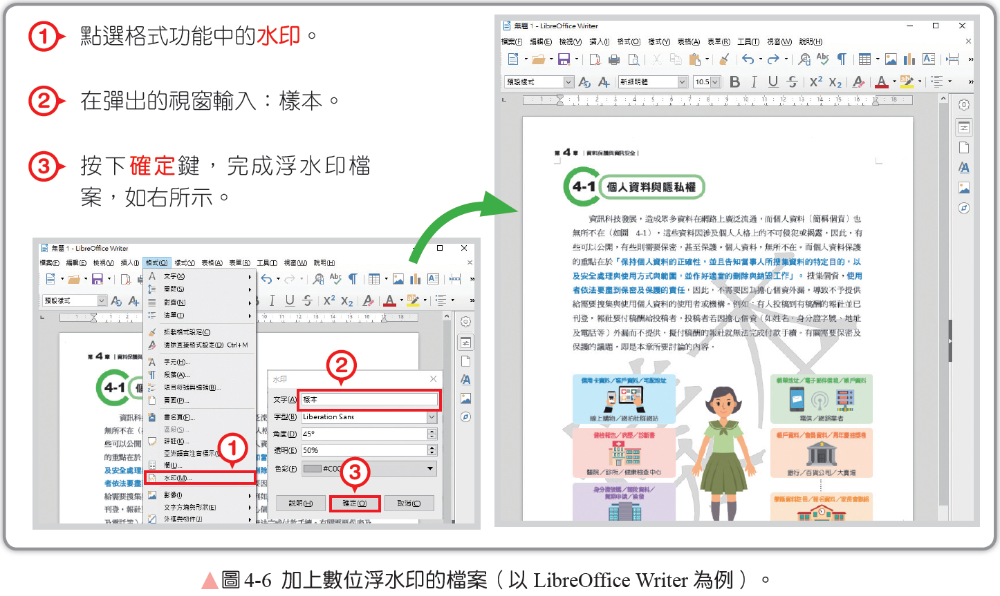 1 點選格式功能中的水印。
2 在彈出的視窗輸入：樣本。
3 按下確定鍵，完成浮水印檔
案，如右所示。
無題 1 - LibreOffice Writer
檔案(F) 編輯(E) 檢視(V) 插入(I) 格式(O) 樣式(Y) 表格(A) 表單(R) 工具(T) 視窗(W) 說明(H)
預設樣式
文字(X)
間距(S)
對齊(N)
清單(T)
拓製格式設定(C)
清除直接格式設定(D) Ctrl+M
字元(H)...
段落(A)...
項目符號與編號(B)...
頁面(P)...
書名頁(F)...
區段(S)...
評註(K)...
亞洲語言注音標示
欄(L)...
水印(M)...
影像(I)
文字方塊與形狀(E)
外框與物件(J)
第 4 章 | 資料保護與
4-1 個
資訊科
無所不在（如
些可以公開
的重點在於
及安全處理
者依法要盡
給需要搜集
刊登，報社
1
水印
2
文字(A) 樣本
字型(B) Liberation Sans
角度(D) 45°
透明(E) 50%
色彩(F) #C0C
3
說明(H) 確定(O) 取消(C)
無題 1 - LibreOffice Writer
檔案(F) 編輯(E) 檢視(V) 插入(I) 格式(O) 樣式(Y) 表格(A) 表單(R) 工具(T) 視窗(W) 說明(H)
預設樣式 新細明體 10.5
第 4 章 | 資料保護與資訊安全 |
4-1 個人資料與隱私權
資訊科技發展，造成眾多資料在網路上廣泛流通，而個人資料（簡稱個資）也
無所不在（如圖 4-1），這些資料因涉及個人人格上的不可侵犯或揭露，因此，有
些可以公開，有些則需要保密，甚至保護。個人資料，無所不在。而個人資料保護
的重點在於「保持個人資料的正確性，並且告知當事人所搜集資料的特定目的，以
及安全處理與使用方式與範圍，並作好適當的刪除與銷毀工作」。搜集個資，使用
者依法要盡到保密及保護的責任，因此，不需要因為擔心個資外漏，導致不予提供
給需要搜集與使用個人資料的使用者或機構。例如：有人投稿到有稿酬的報社並已
刊登，報社要付稿酬給投稿者，投稿者若因擔心個資（如姓名、身分證字號、地址
及電話等）外漏而不提供，擬付稿酬的報社就無法完成付款手續。有關需要保密及
保護的議題，即是本章所要討論的內容。
信用卡資料／客戶資料／宅配地址
線上購物／網拍社群網站
健檢報告／病歷／診斷書
醫院／診所／健康檢查中心
身分證號碼／報稅資料／
帳單地址／電子郵件信箱／帳戶資料
電信／網路業者
帳戶資料／會員資料／周年慶抽獎券
銀行／百貨公司／大賣場
學籍資料註冊／報名資料／家長會聯絡
▲圖 4-6 加上數位浮水印的檔案（以 LibreOffice Writer 為例）。